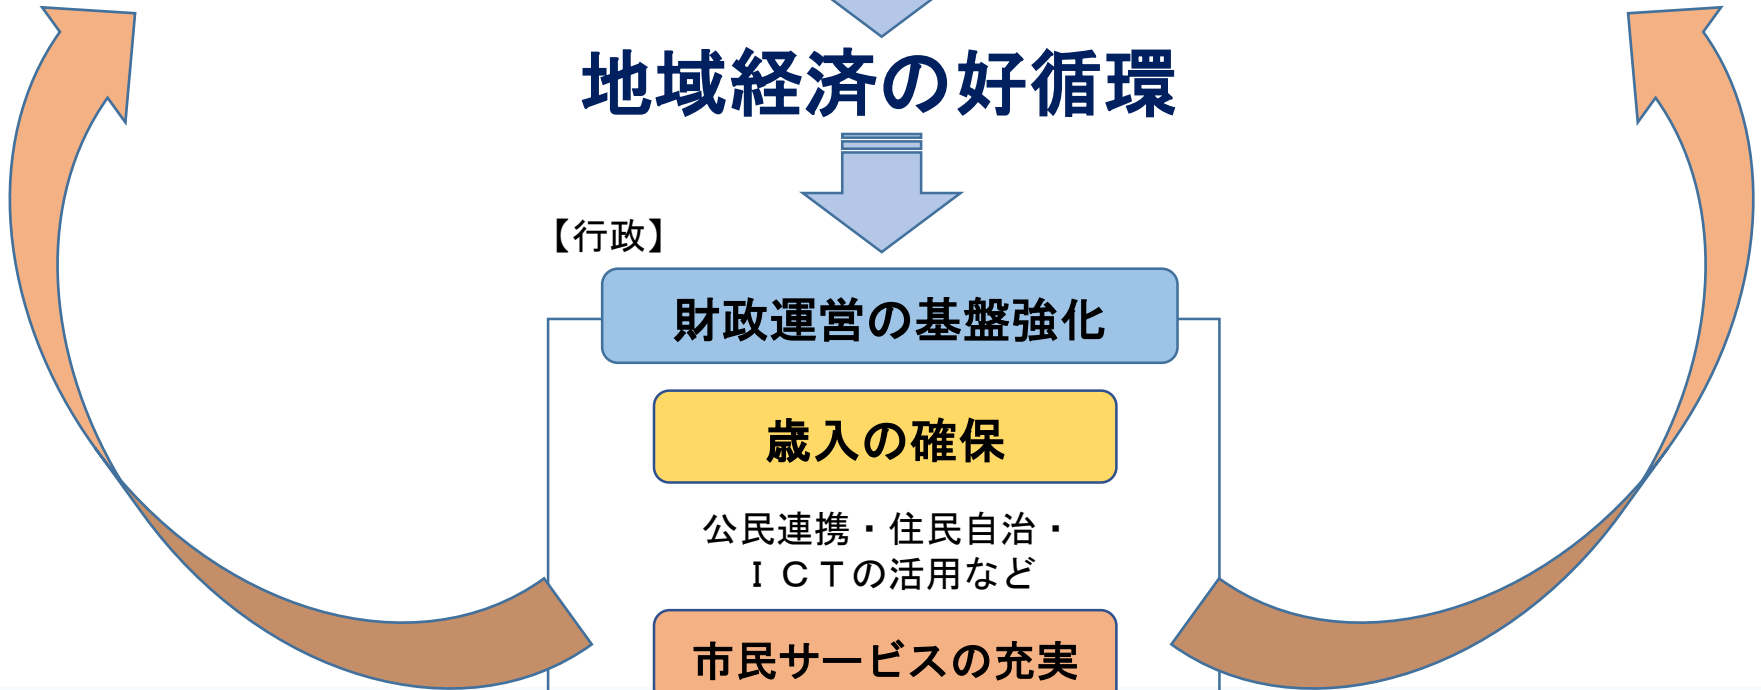 地域経済の好循環
【行政】
財政運営の基盤強化
歳入の確保
公民連携・住民自治・
ＩＣＴの活用など
市民サービスの充実